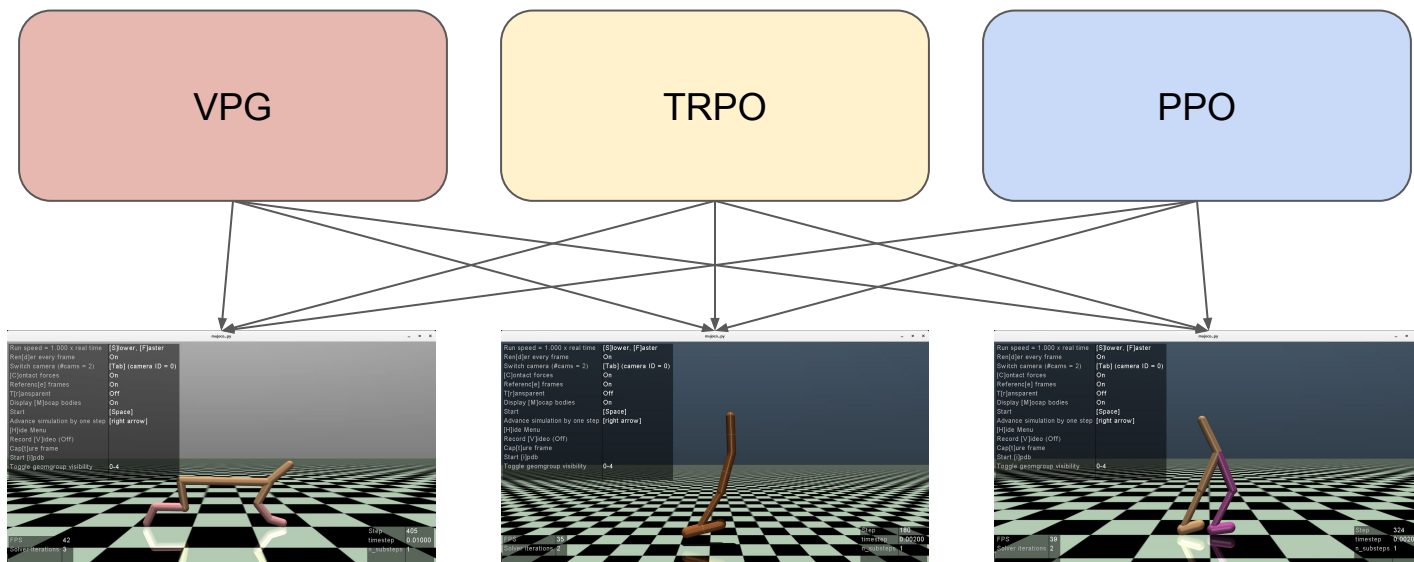 VPG
TRPO
PPO
mujoco_py
Run speed = 1.000 x real time [S]lower, [F]aster
Ren[d]er every frame On
Switch camera (#cams = 2) [Tab] (camera ID = 0)
[C]ontact forces On
Referenc[e] frames On
T[r]ansparent Off
Display [M]ocap bodies On
Start [Space]
Advance simulation by one step [right arrow]
[H]ide Menu
Record [V]ideo (Off)
Cap[t]ure frame
Start [i]pdb
Toggle geomgroup visibility 0-4
FPS 42
Solver iterations 3
Step 405
timestep 0.01000
n_substeps 1
mujoco_py
Run speed = 1.000 x real time [S]lower, [F]aster
Ren[d]er every frame On
Switch camera (#cams = 2) [Tab] (camera ID = 0)
[C]ontact forces On
Referenc[e] frames On
T[r]ansparent Off
Display [M]ocap bodies On
Start [Space]
Advance simulation by one step [right arrow]
[H]ide Menu
Record [V]ideo (Off)
Cap[t]ure frame
Start [i]pdb
Toggle geomgroup visibility 0-4
FPS 35
Solver iterations 2
Step 160
timestep 0.00200
n_substeps 1
mujoco_py
Run speed = 1.000 x real time [S]lower, [F]aster
Ren[d]er every frame On
Switch camera (#cams = 2) [Tab] (camera ID = 0)
[C]ontact forces On
Referenc[e] frames On
T[r]ansparent Off
Display [M]ocap bodies On
Start [Space]
Advance simulation by one step [right arrow]
[H]ide Menu
Record [V]ideo (Off)
Cap[t]ure frame
Start [i]pdb
Toggle geomgroup visibility 0-4
FPS 39
Solver iterations 2
Step 324
timestep 0.0020
n_substeps 1